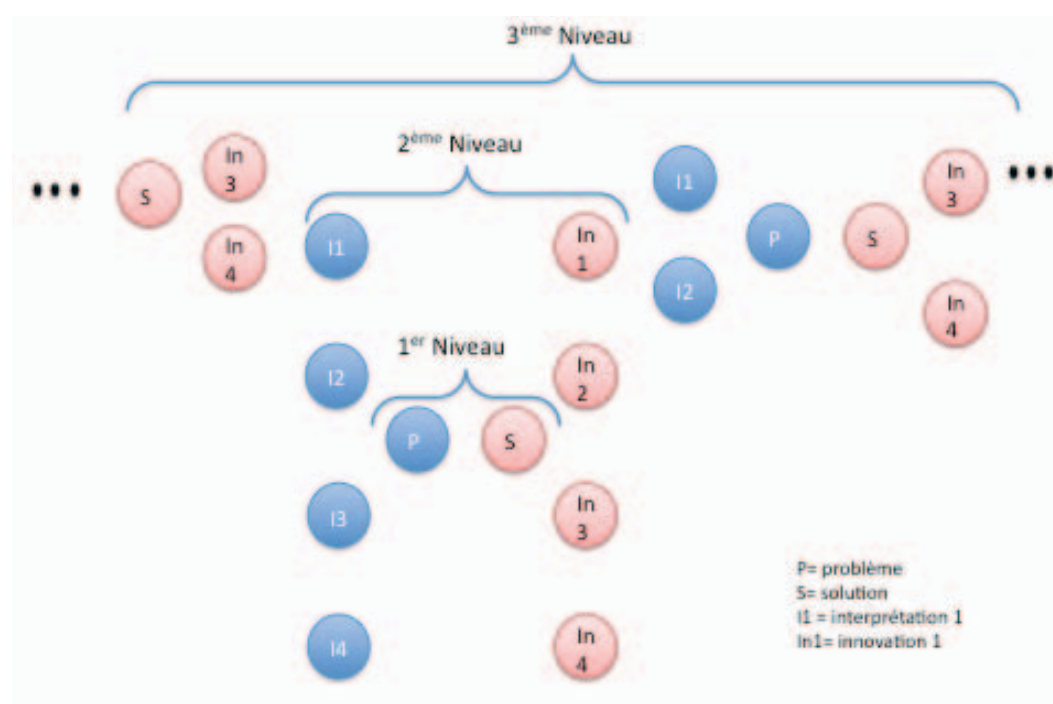 3ème Niveau
2ème Niveau
S
In
3
In
4
I1
In
1
I1
I2
P
S
In
3
In
4
1er Niveau
I2
P
S
In
2
I3
In
3
I4
In
4
P= problème
S= solution
I1 = interprétation 1
In1= innovation 1